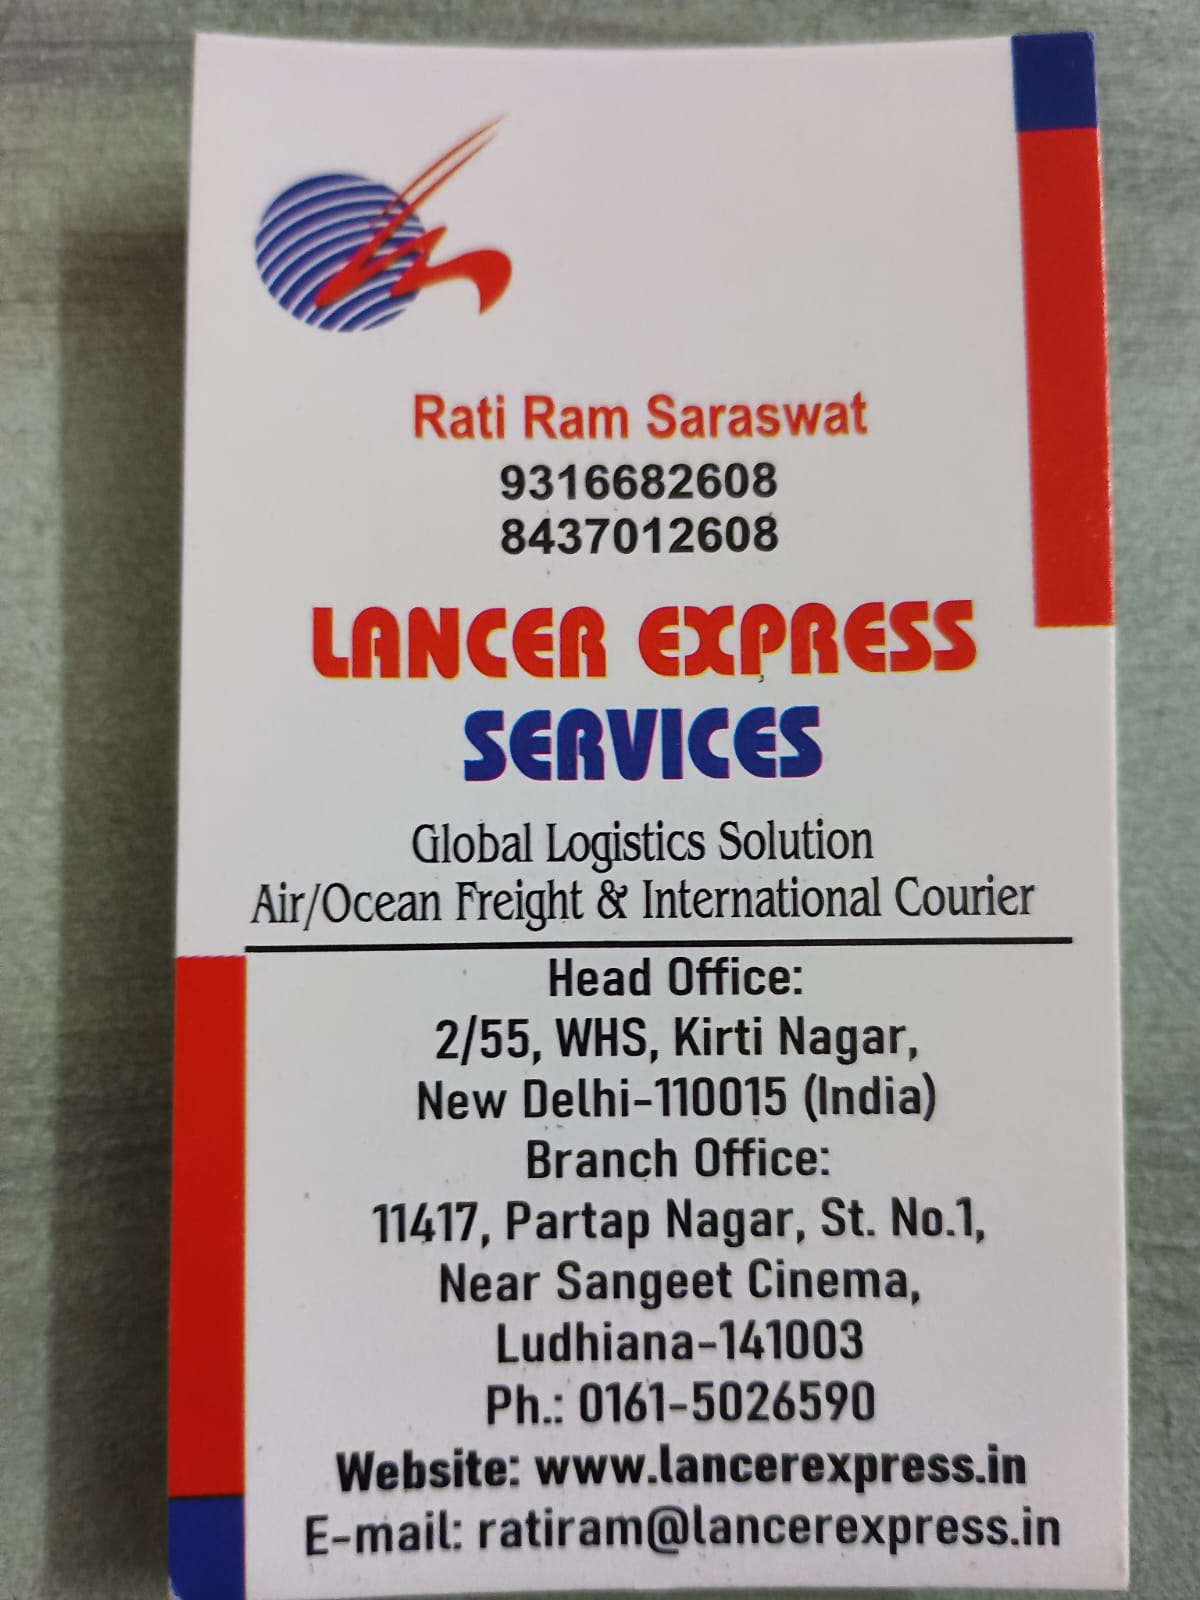 Rati Ram Saraswat
9316682608
8437012608
LANCER EXPRESS
SERVICES
Global Logistics Solution
Air/Ocean Freight & International Courier
Head Office:
2/55, WHS, Kirti Nagar,
New Delhi-110015 (India)
Branch Office:
11417, Partap Nagar, St. No.1,
Near Sangeet Cinema,
Ludhiana-141003
Ph.: 0161-5026590
Website: www.lancerexpress.in
E-mail: ratiram@lancerexpress.in